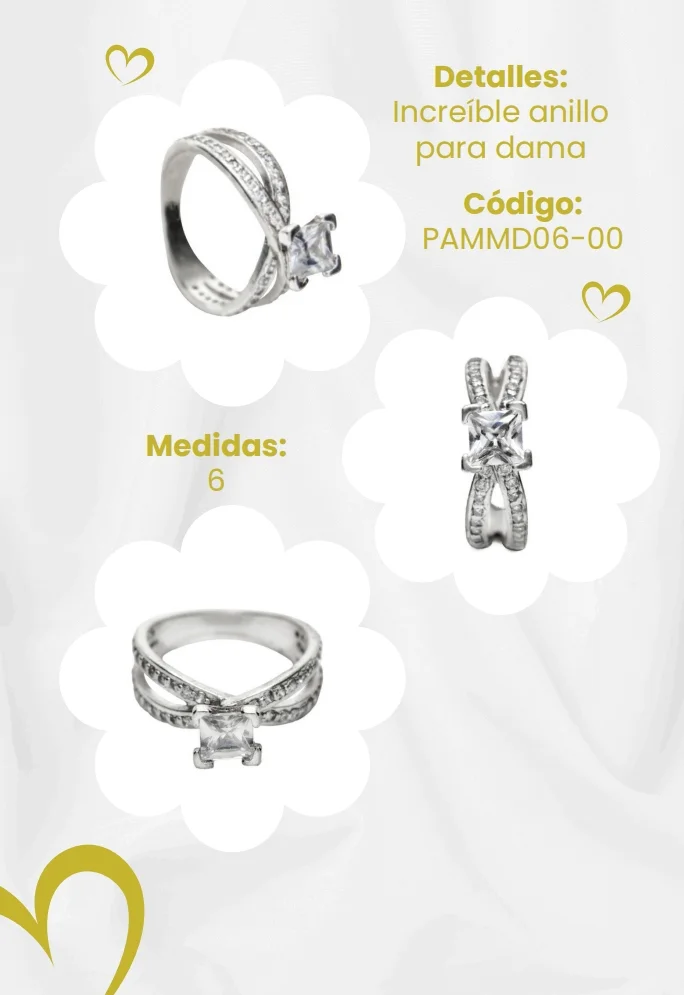 Detalles:
Increíble anillo
para dama
Código:
PAMMD06-00
Medidas:
6